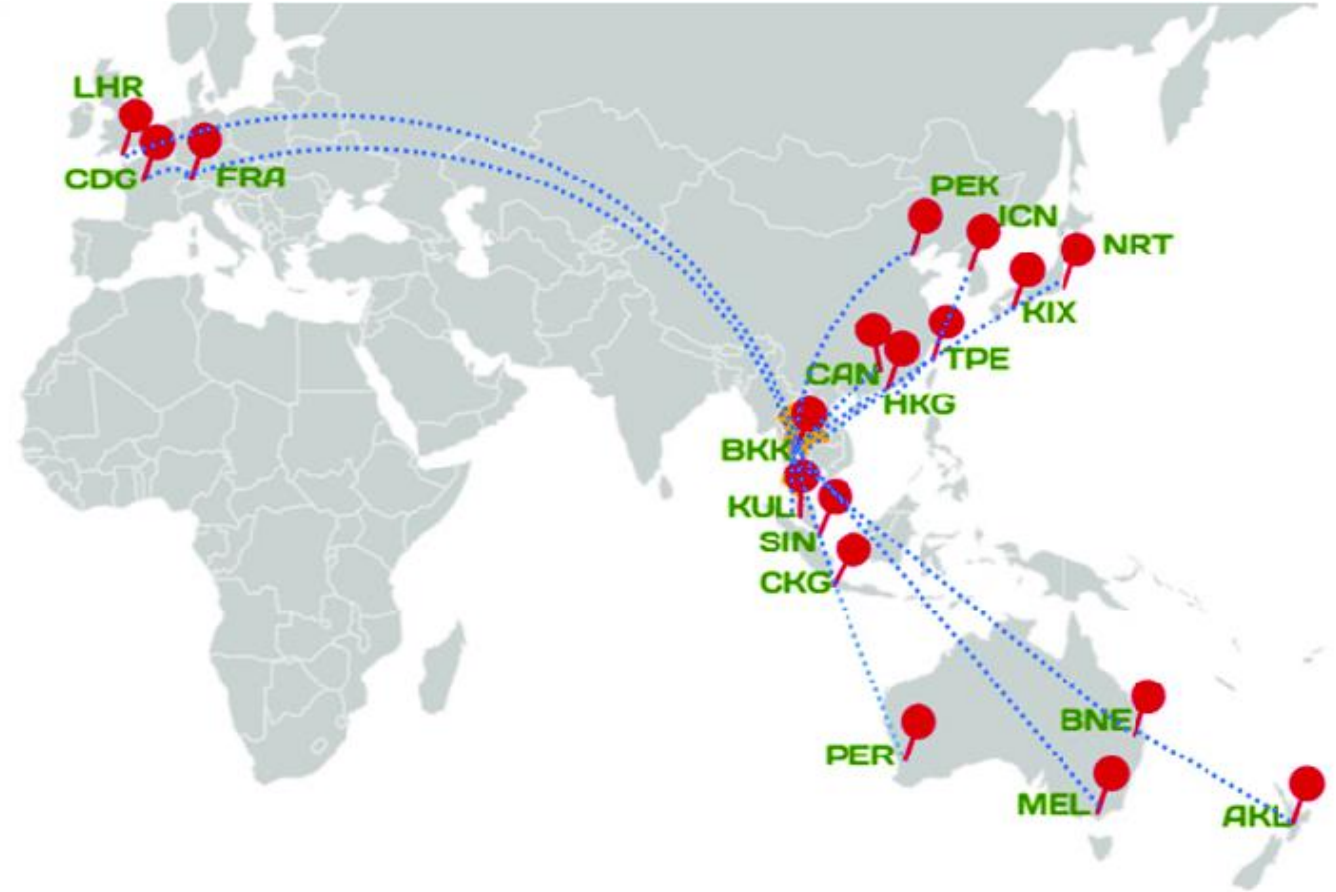 LHR
CDG
FRA
PEK
ICN
NRT
KIX
TPE
CAN
HKG
BKK
KUL
SIN
CKG
BNE
PER
MEL
AKL